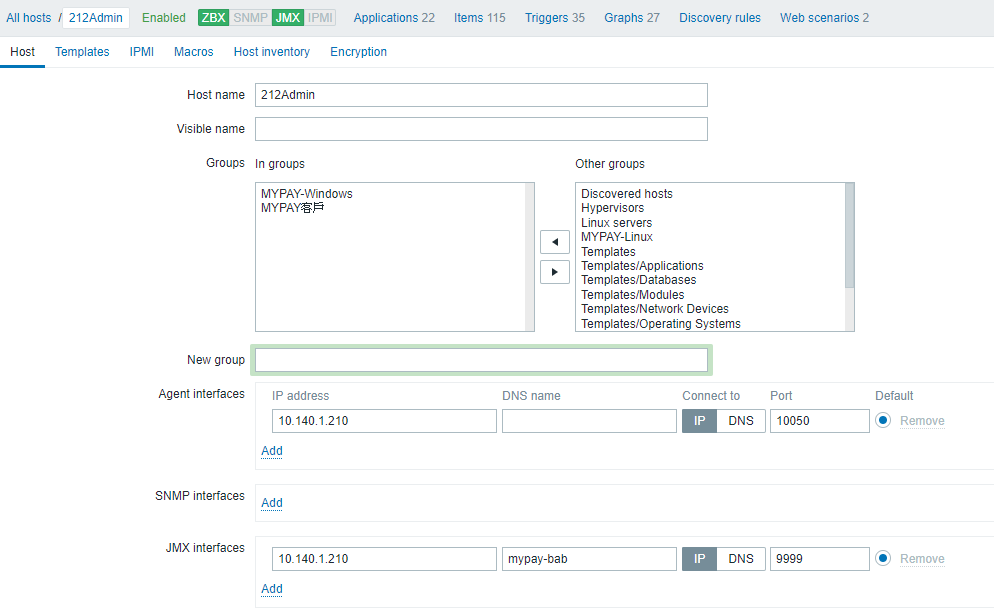 All hosts / 212Admin Enabled ZBX SNMP JMX IPMI Applications 22 Items 115 Triggers 35 Graphs 27 Discovery rules Web scenarios 2
Host Templates IPMI Macros Host inventory Encryption
Host name 212Admin
Visible name
Groups In groups Other groups
MYPAY-Windows
MYPAY客戶
Discovered hosts
Hypervisors
Linux servers
MYPAY-Linux
Templates
Templates/Applications
Templates/Databases
Templates/Modules
Templates/Network Devices
Templates/Operating Systems
New group
Agent interfaces IP address DNS name Connect to Port Default
10.140.1.210 IP DNS 10050 Remove
Add
SNMP interfaces Add
JMX interfaces 10.140.1.210 mypay-bab IP DNS 9999 Remove
Add